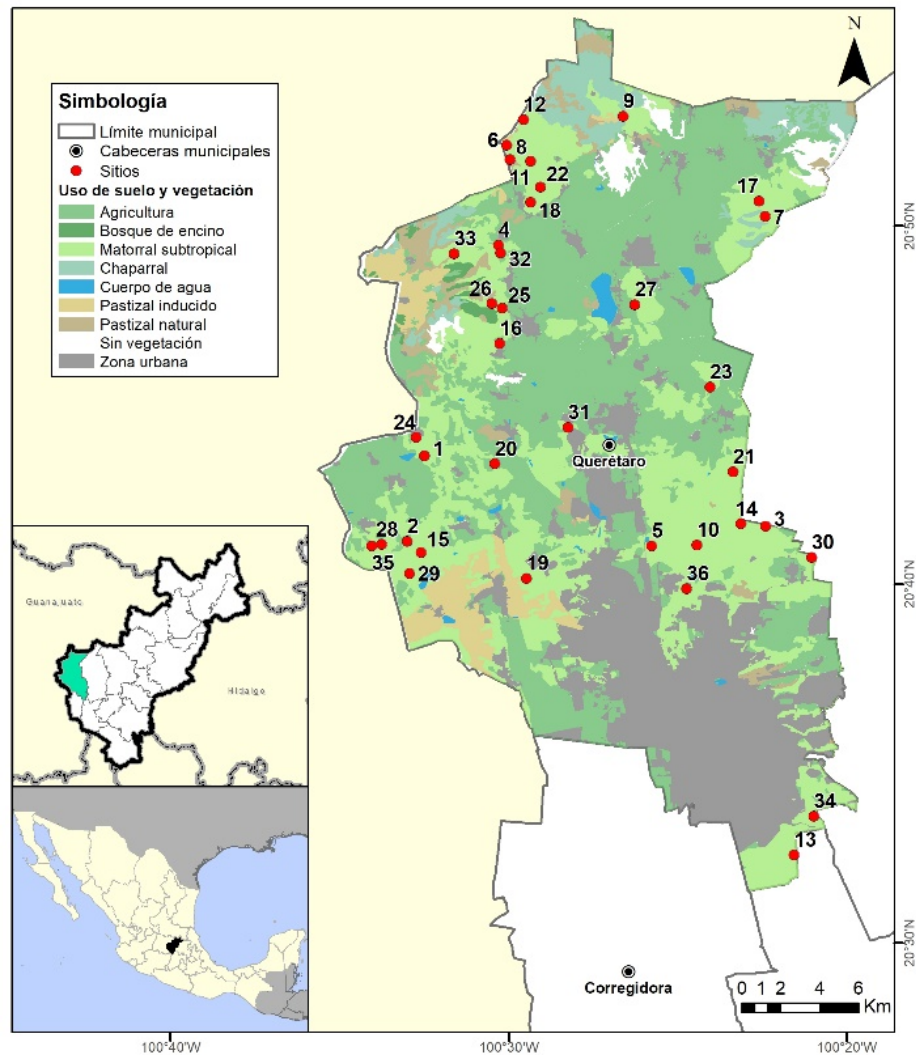 N
Simbología
Límite municipal
Cabeceras municipales
Sitios
Uso de suelo y vegetación
Agricultura
Bosque de encino
Matorral subtropical
Chaparral
Cuerpo de agua
Pastizal inducido
Pastizal natural
Sin vegetación
Zona urbana
12
9
6
8
11
22
18
17
7
4
33
32
26
25
27
16
23
24
31
1
20
Querétaro
21
14
3
28
2
15
5
10
30
35
29
19
36
34
13
Corregidora
0 1 2 4 6
Km
Guanajuato
Hidalgo
20°50'N
20°40'N
20°30'N
100°40'W
100°30'W
100°20'W